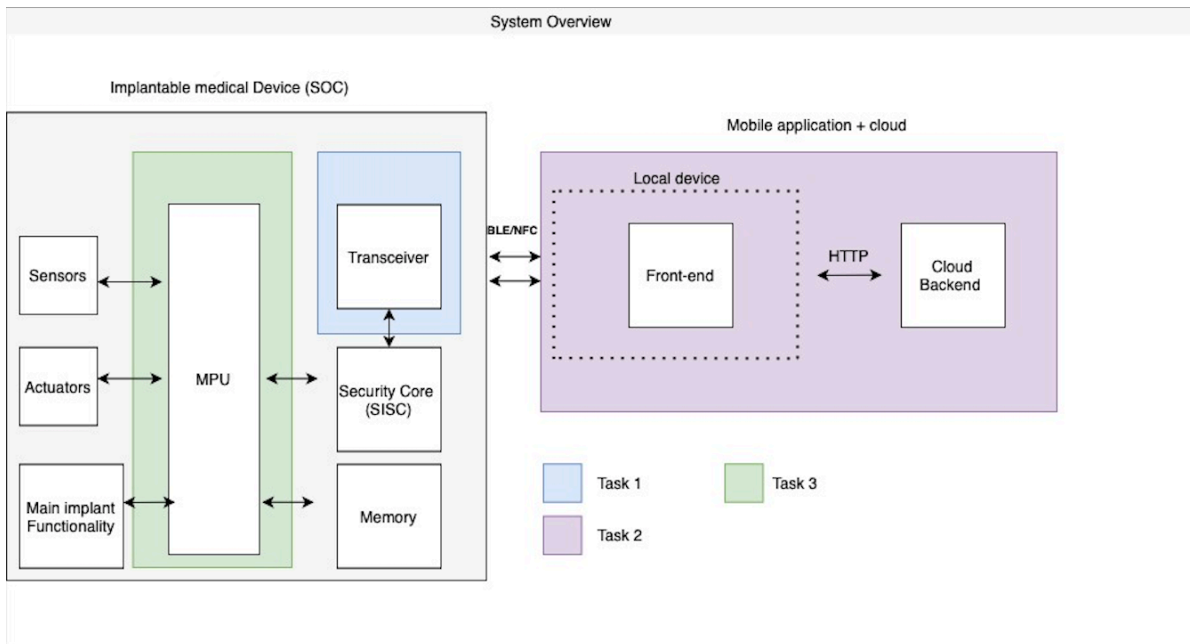 System Overview
Implantable medical Device (SOC)
Mobile application + cloud
Local device
BLE/NFC
Transceiver
HTTP
Sensors
Front-end
Cloud
Backend
Actuators
MPU
Security Core
(SISC)
Main implant
Functionality
Memory
Task 1
Task 3
Task 2